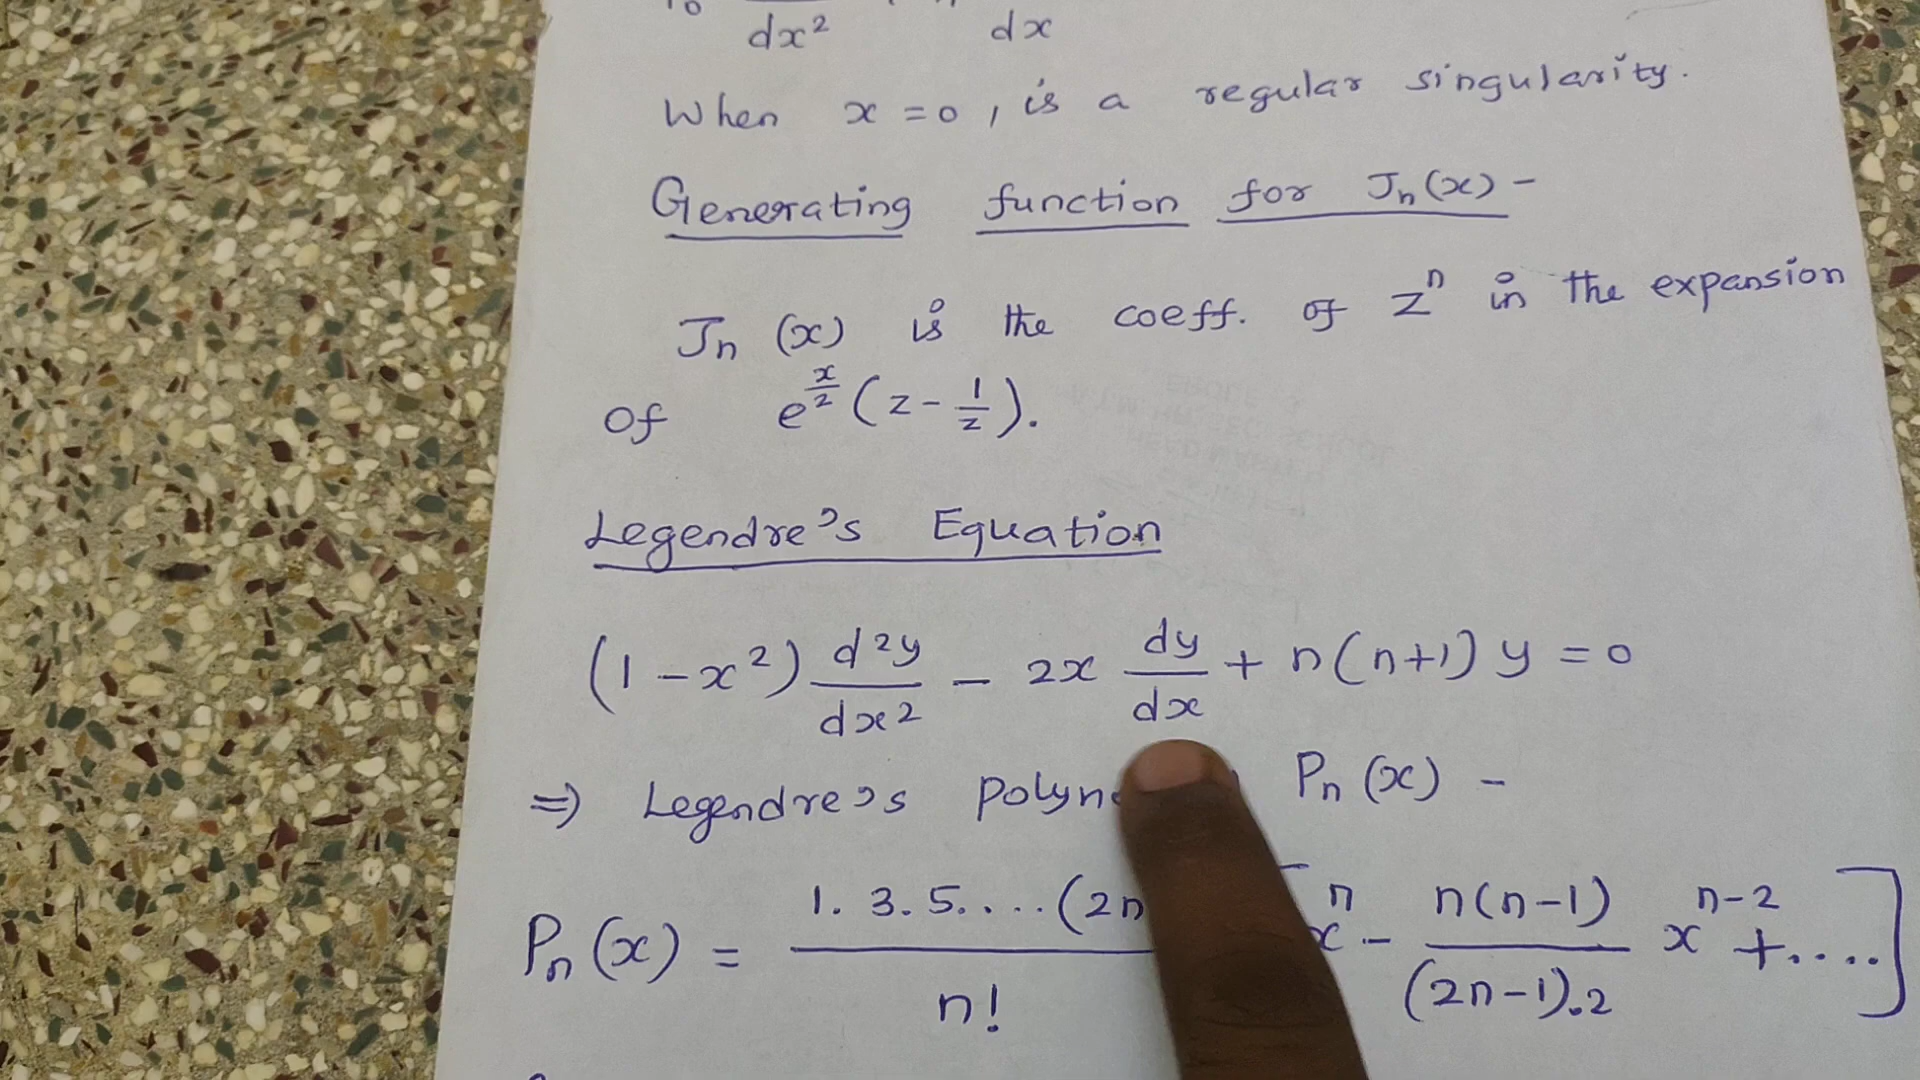 dx² dx
When x = 0, is a regular singularity.
Generating function for Jn(x) -
Jn (x) is the coeff. of zⁿ in the expansion
of e^(x/2) (z - 1/z).
Legendre's Equation
(1 - x²) d²y/dx² - 2x dy/dx + n(n+1) y = 0
⇒ Legendre's Pn(x) -
Pn(x) = 1. 3. 5. ... (2n / n! xⁿ - n(n-1)/(2n-1).2 x^(n-2) + .... ]